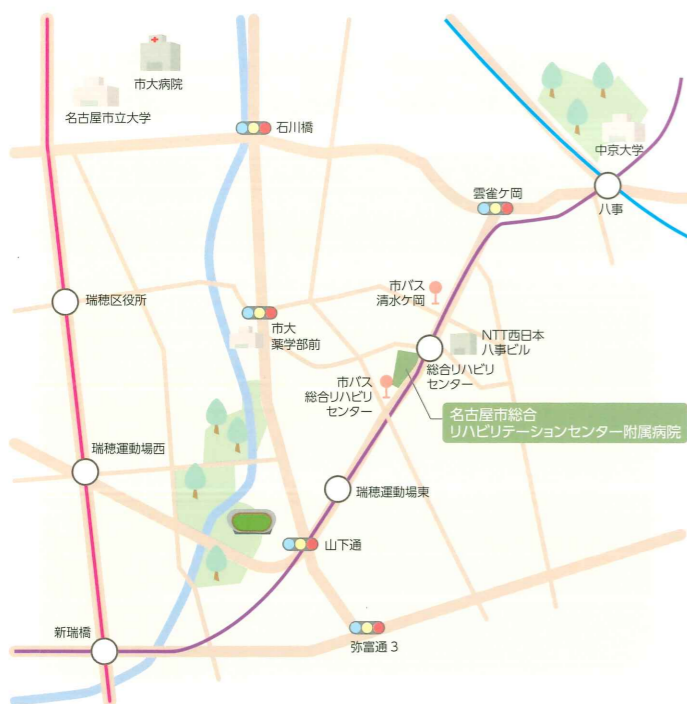 市大病院
名古屋市立大学
石川橋
中京大学
雲雀ケ岡
八事
市バス
清水ケ岡
瑞穂区役所
市大
薬学部前
NTT西日本
八事ビル
総合リハビリ
センター
市バス
総合リハビリ
センター
名古屋市総合
リハビリテーションセンター附属病院
瑞穂運動場西
瑞穂運動場東
山下通
新瑞橋
弥富通3